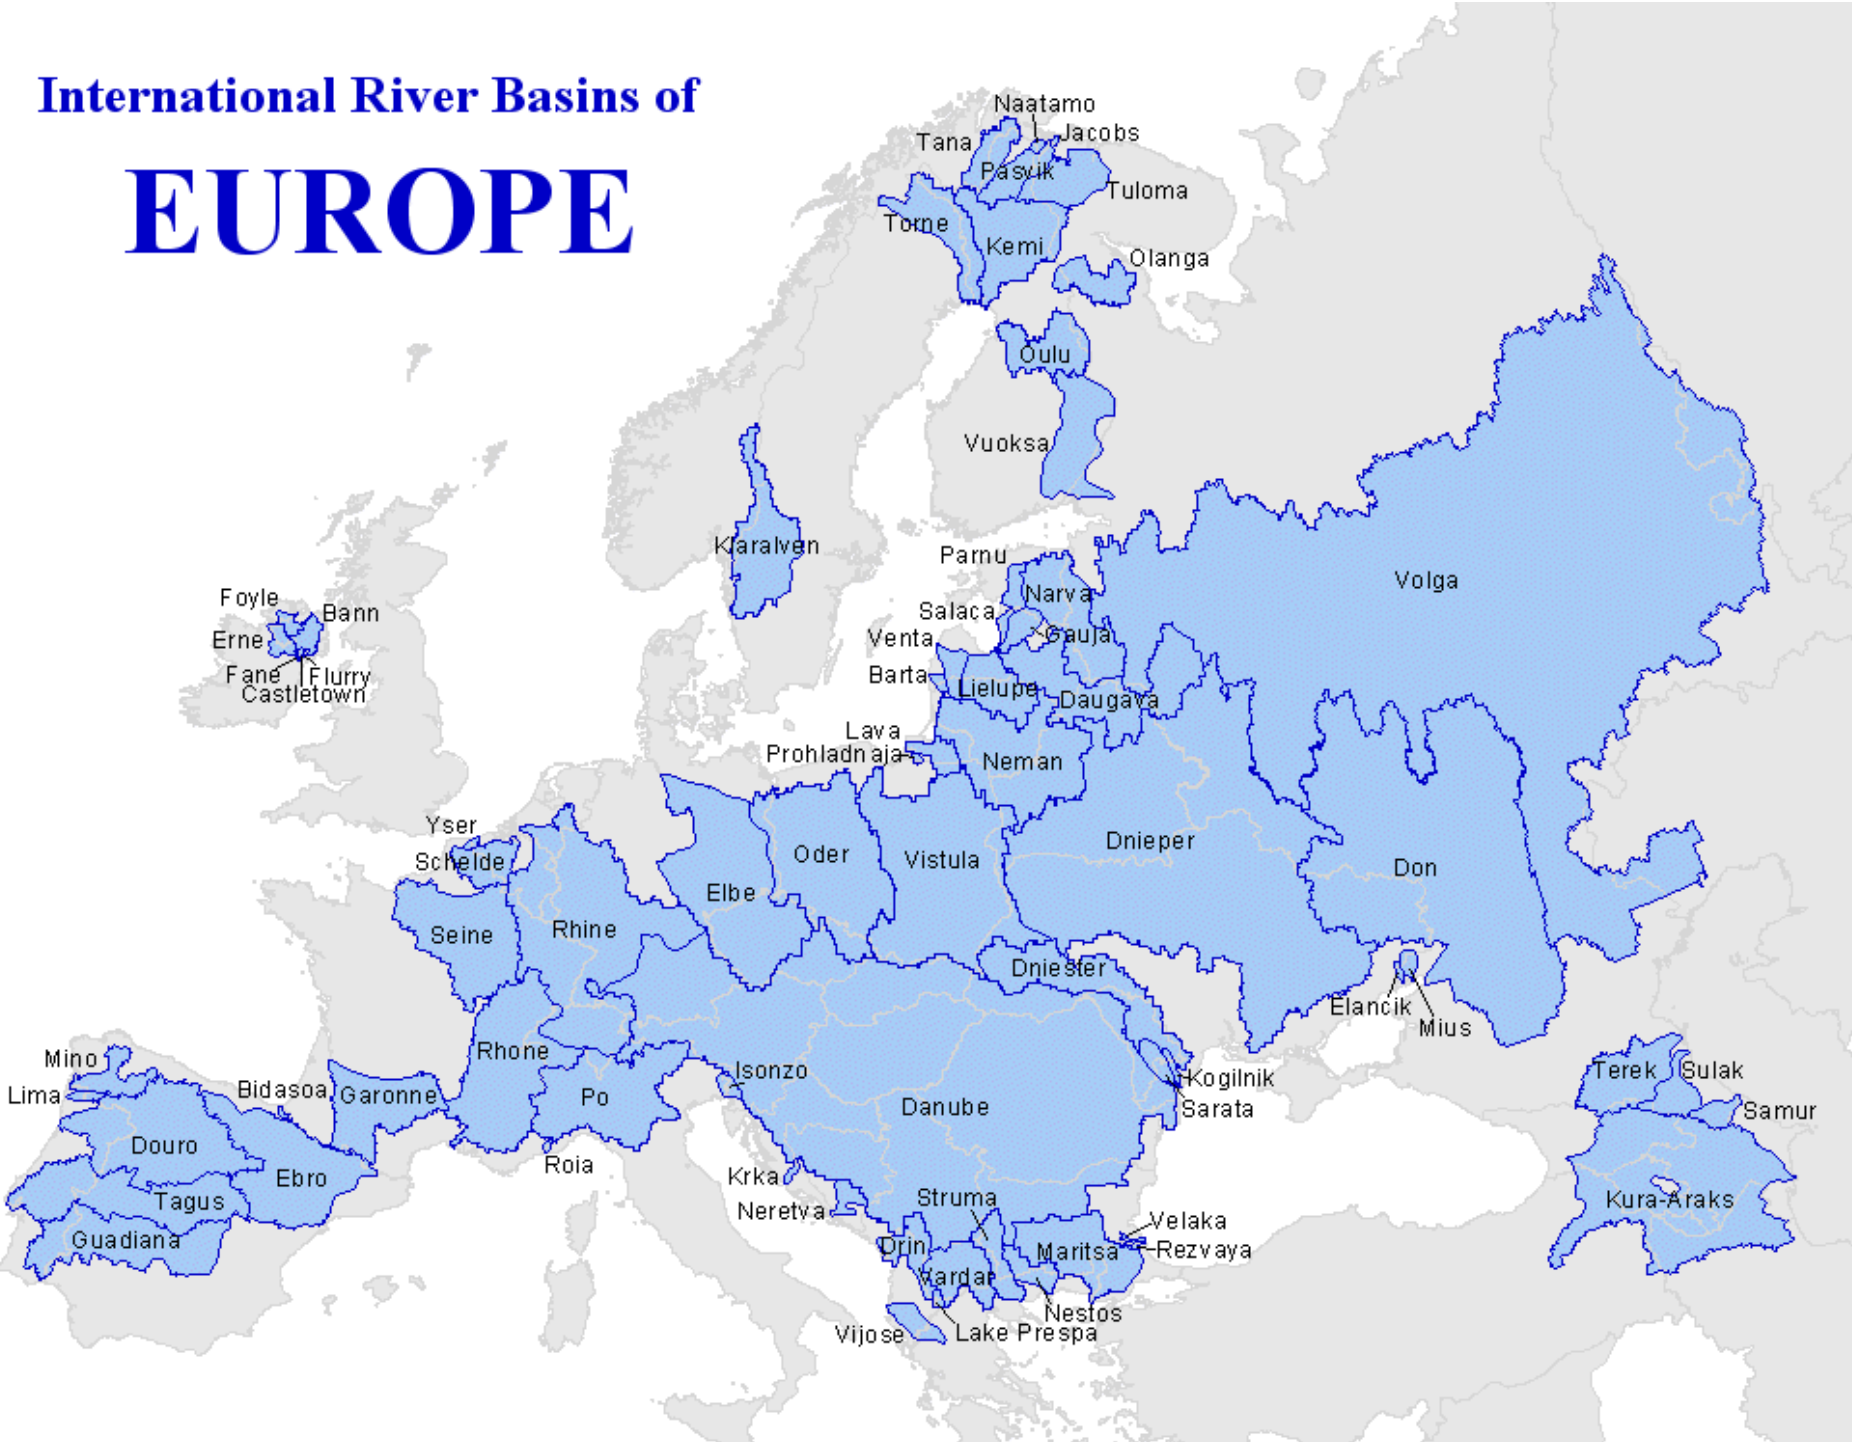 International River Basins of
EUROPE
Naatamo
Jacobs
Tana
Pasvik
Tuloma
Torne
Kemi
Olanga
Oulu
Vuoksa
Klaralven
Parnu
Narva
Volga
Foyle
Bann
Salaca
Erne
Venta
Gauja
Fane
Flurry
Barta
Castletown
Lielupe
Daugava
Lava
Prohladnaja
Neman
Yser
Schelde
Dnieper
Oder
Vistula
Don
Elbe
Seine
Rhine
Dniester
Elancik
Mius
Rhone
Mino
Isonzo
Terek
Sulak
Kogilnik
Lima
Bidasoa
Garonne
Po
Danube
Sarata
Samur
Douro
Roia
Krka
Ebro
Tagus
Struma
Kura-Araks
Neretva
Velaka
Guadiana
Drin
Maritsa
Rezvaya
Vardar
Nestos
Vijose
Lake Prespa